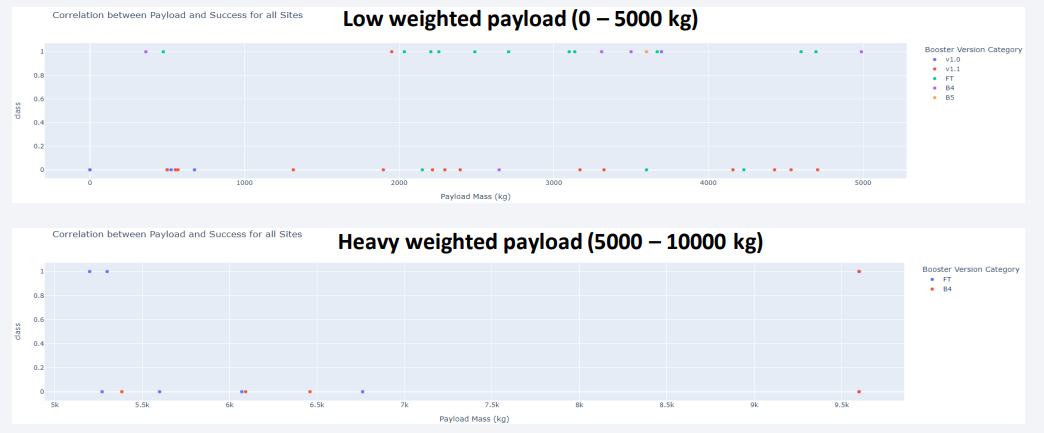 Correlation between Payload and Success for all Sites
Low weighted payload (0 – 5000 kg)
Booster Version Category
v1.0
v1.1
FT
B4
B5
class
1
0.8
0.6
0.4
0.2
0
0 1000 2000 3000 4000 5000
Payload Mass (kg)
Correlation between Payload and Success for all Sites
Heavy weighted payload (5000 – 10000 kg)
Booster Version Category
FT
B4
class
1
0.8
0.6
0.4
0.2
0
5k 5.5k 6k 6.5k 7k 7.5k 8k 8.5k 9k 9.5k
Payload Mass (kg)